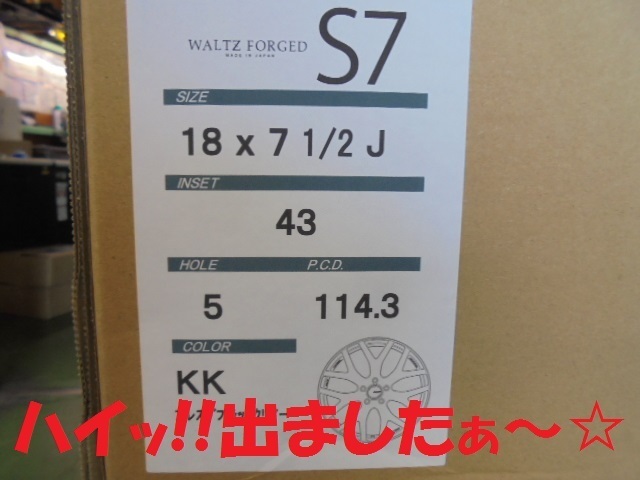 WALTZ FORGED S7
MADE IN JAPAN
SIZE
18 x 7 1/2 J
INSET
43
HOLE P.C.D.
5 114.3
COLOR
KK
ハイッ!!出ましたぁ~☆